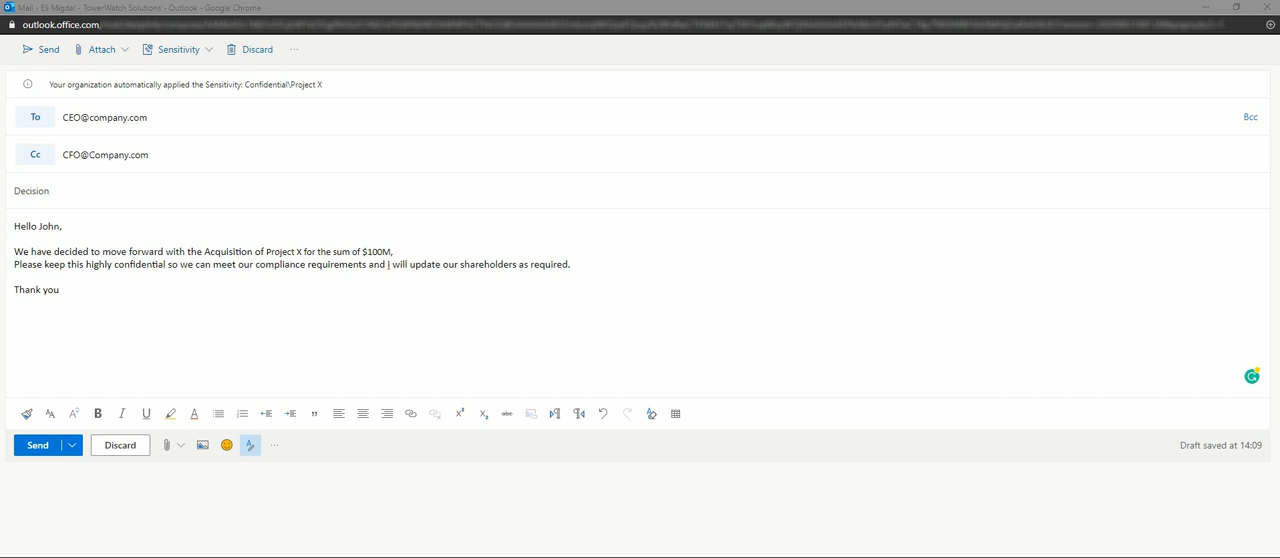 Mail - Eli Migdal - TowerWatch Solutions - Outlook - Google Chrome
outlook.office.com
Send Attach Sensitivity Discard ...
Your organization automatically applied the Sensitivity: Confidential\Project X
To CEO@company.com Bcc
Cc CFO@Company.com
Decision
Hello John,
We have decided to move forward with the Acquisition of Project X for the sum of $100M,
Please keep this highly confidential so we can meet our compliance requirements and i will update our shareholders as required.
Thank you
Send Discard ... Draft saved at 14:09